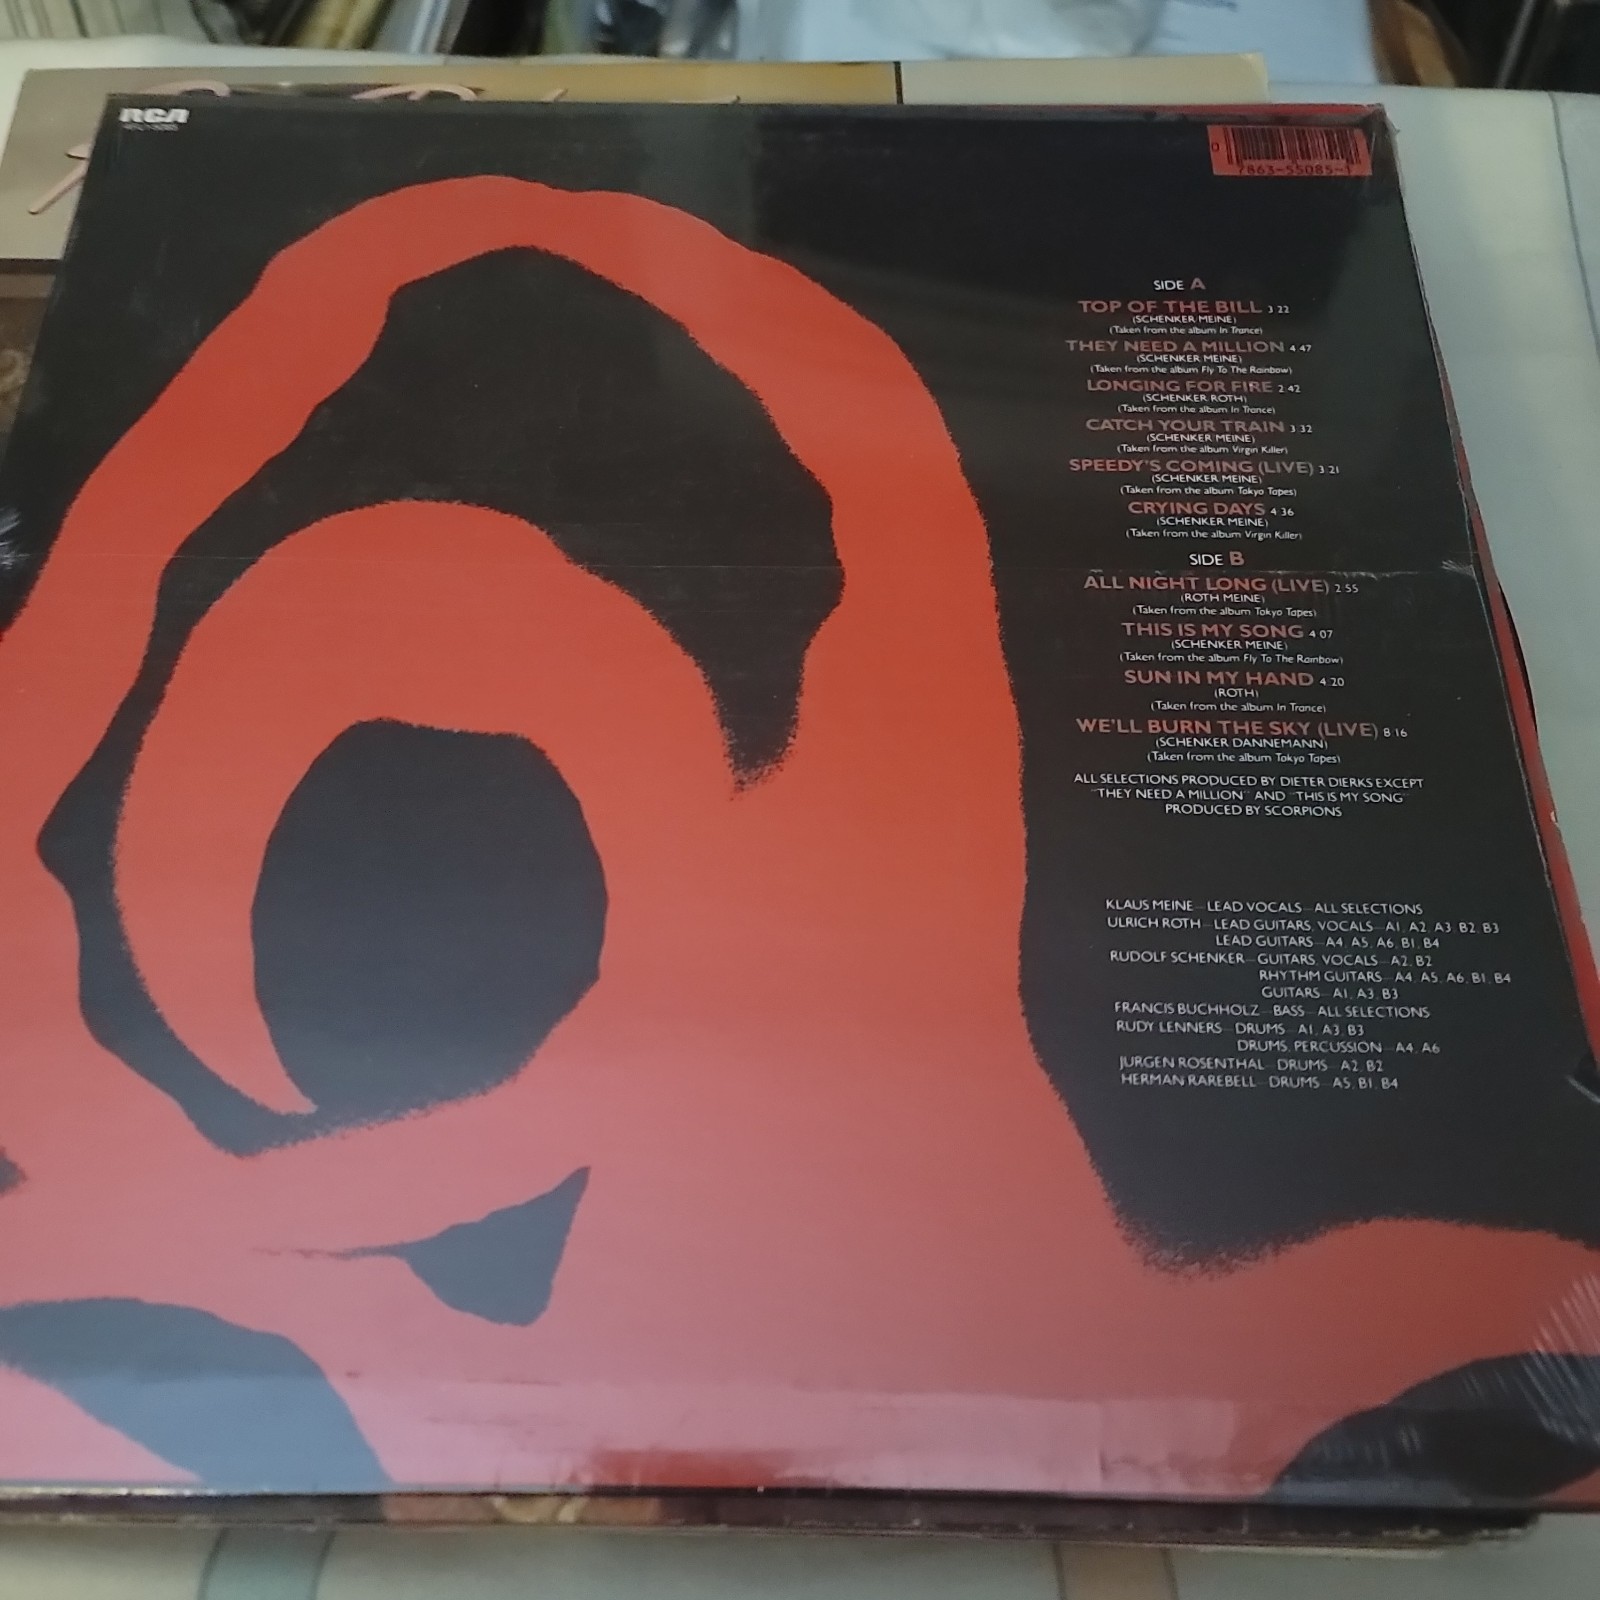 RCA
0
7863-55085-1
SIDE A
TOP OF THE BILL 3:22
(SCHENKER/MEINE)
(Taken from the album In Trance)
THEY NEED A MILLION 4:47
(SCHENKER/MEINE)
(Taken from the album Fly To The Rainbow)
LONGING FOR FIRE 2:42
(SCHENKER/ROTH)
(Taken from the album In Trance)
CATCH YOUR TRAIN 3:32
(SCHENKER/MEINE)
(Taken from the album Virgin Killer)
SPEEDY'S COMING (LIVE) 3:21
(SCHENKER/MEINE)
(Taken from the album Tokyo Tapes)
CRYING DAYS 4:36
(SCHENKER/MEINE)
(Taken from the album Virgin Killer)
SIDE B
ALL NIGHT LONG (LIVE) 2:55
(ROTH/MEINE)
(Taken from the album Tokyo Tapes)
THIS IS MY SONG 4:07
(SCHENKER/MEINE)
(Taken from the album Fly To The Rainbow)
SUN IN MY HAND 4:20
(ROTH)
(Taken from the album In Trance)
WE'LL BURN THE SKY (LIVE) 8:16
(SCHENKER/DANNEMANN)
(Taken from the album Tokyo Tapes)
ALL SELECTIONS PRODUCED BY DIETER DIERKS EXCEPT
"THEY NEED A MILLION" AND "THIS IS MY SONG"
PRODUCED BY SCORPIONS
KLAUS MEINE—LEAD VOCALS—ALL SELECTIONS
ULRICH ROTH—LEAD GUITARS, VOCALS—A1, A2, A3, B2, B3
LEAD GUITARS—A4, A5, A6, B1, B4
RUDOLF SCHENKER—GUITARS, VOCALS—A2, B2
RHYTHM GUITARS—A4, A5, A6, B1, B4
GUITARS—A1, A3, B3
FRANCIS BUCHHOLZ—BASS—ALL SELECTIONS
RUDY LENNERS—DRUMS—A1, A3, B3
DRUMS, PERCUSSION—A4, A6
JURGEN ROSENTHAL—DRUMS—A2, B2
HERMAN RAREBELL—DRUMS—A5, B1, B4